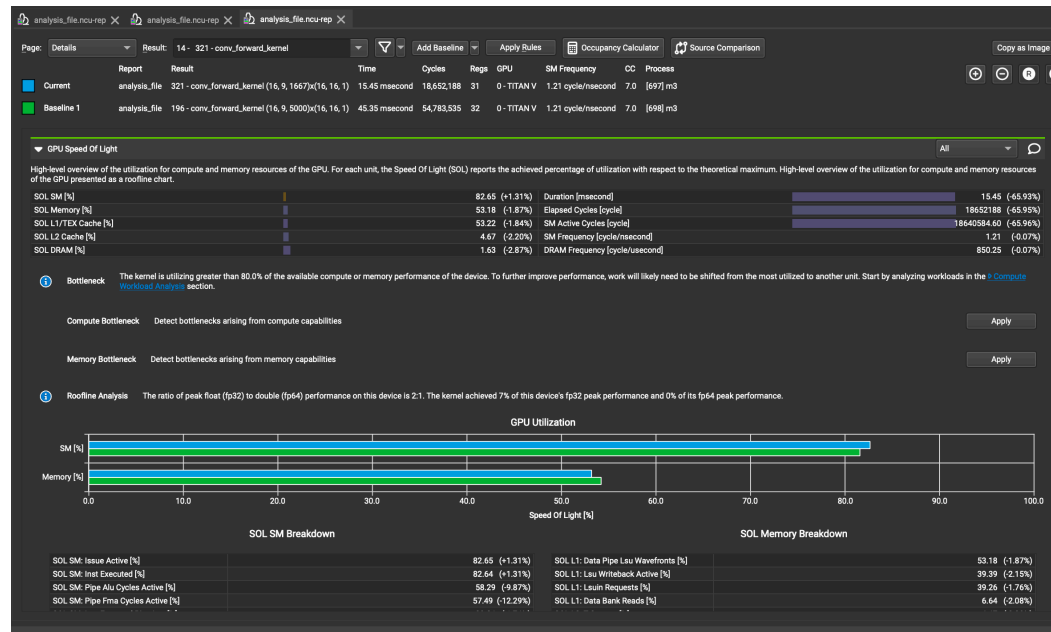 analysis_file.ncu-rep analysis_file.ncu-rep analysis_file.ncu-rep
Page: Details Result: 14 - 321 - conv_forward_kernel Add Baseline Apply Rules Occupancy Calculator Source Comparison Copy as Image
Report Result Time Cycles Regs GPU SM Frequency CC Process
Current analysis_file 321 - conv_forward_kernel (16, 9, 1667)x(16, 16, 1) 15.45 msecond 18,652,188 31 0 - TITAN V 1.21 cycle/nsecond 7.0 [697] m3
R
Baseline 1 analysis_file 196 - conv_forward_kernel (16, 9, 5000)x(16, 16, 1) 45.35 msecond 54,783,535 32 0 - TITAN V 1.21 cycle/nsecond 7.0 [698] m3
GPU Speed Of Light All
High-level overview of the utilization for compute and memory resources of the GPU. For each unit, the Speed Of Light (SOL) reports the achieved percentage of utilization with respect to the theoretical maximum. High-level overview of the utilization for compute and memory resources
of the GPU presented as a roofline chart.
SOL SM [%] 82.65 (+1.31%) Duration [msecond] 15.45 (-65.93%)
SOL Memory [%] 53.18 (-1.87%) Elapsed Cycles [cycle] 18652188 (-65.95%)
SOL L1/TEX Cache [%] 53.22 (-1.84%) SM Active Cycles [cycle] 18640584.60 (-65.96%)
SOL L2 Cache [%] 4.67 (-2.20%) SM Frequency [cycle/nsecond] 1.21 (-0.07%)
SOL DRAM [%] 1.63 (-2.87%) DRAM Frequency [cycle/usecond] 850.25 (-0.07%)
Bottleneck The kernel is utilizing greater than 80.0% of the available compute or memory performance of the device. To further improve performance, work will likely need to be shifted from the most utilized to another unit. Start by analyzing workloads in the Compute
Workload Analysis section.
Compute Bottleneck Detect bottlenecks arising from compute capabilities Apply
Memory Bottleneck Detect bottlenecks arising from memory capabilities Apply
Roofline Analysis The ratio of peak float (fp32) to double (fp64) performance on this device is 2:1. The kernel achieved 7% of this device's fp32 peak performance and 0% of its fp64 peak performance.
GPU Utilization
SM [%]
Memory [%]
0.0 10.0 20.0 30.0 40.0 50.0 60.0 70.0 80.0 90.0 100.0
Speed Of Light [%]
SOL SM Breakdown SOL Memory Breakdown
SOL SM: Issue Active [%] 82.65 (+1.31%) SOL L1: Data Pipe Lsu Wavefronts [%] 53.18 (-1.87%)
SOL SM: Inst Executed [%] 82.64 (+1.31%) SOL L1: Lsu Writeback Active [%] 39.39 (-2.15%)
SOL SM: Pipe Alu Cycles Active [%] 58.29 (-9.87%) SOL L1: Lsuin Requests [%] 39.26 (-1.76%)
SOL SM: Pipe Fma Cycles Active [%] 57.49 (-12.29%) SOL L1: Data Bank Reads [%] 6.64 (-2.08%)